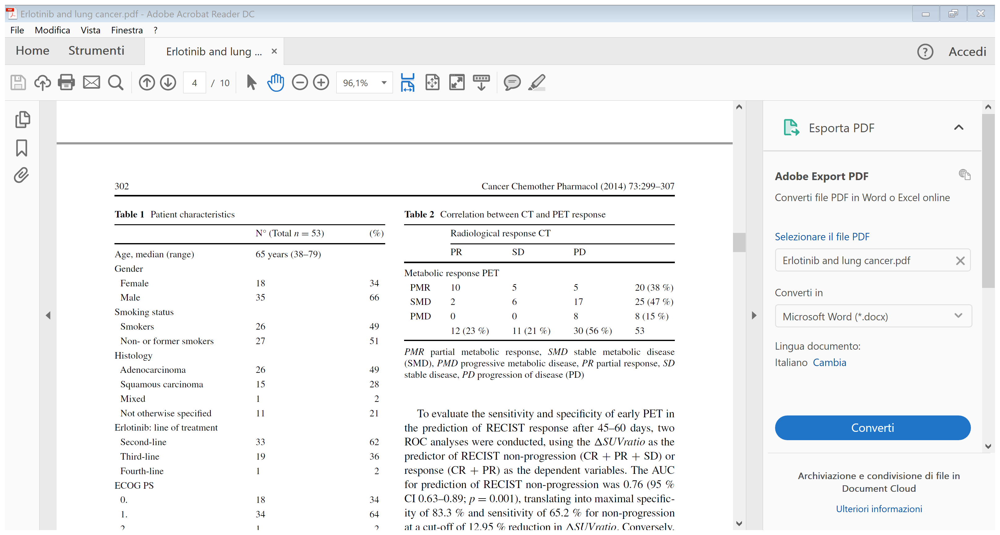 Erlotinib and lung cancer.pdf - Adobe Acrobat Reader DC
File Modifica Vista Finestra ?
Home Strumenti Erlotinib and lung ... × ? Accedi
4 / 10 96,1%
302 Cancer Chemother Pharmacol (2014) 73:299–307
Table 1 Patient characteristics
N° (Total n = 53) (%)
Age, median (range) 65 years (38–79)
Gender
Female 18 34
Male 35 66
Smoking status
Smokers 26 49
Non- or former smokers 27 51
Histology
Adenocarcinoma 26 49
Squamous carcinoma 15 28
Mixed 1 2
Not otherwise specified 11 21
Erlotinib: line of treatment
Second-line 33 62
Third-line 19 36
Fourth-line 1 2
ECOG PS
0. 18 34
1. 34 64
2 1 2
Table 2 Correlation between CT and PET response
Radiological response CT
PR SD PD
Metabolic response PET
PMR 10 5 5 20 (38 %)
SMD 2 6 17 25 (47 %)
PMD 0 0 8 8 (15 %)
12 (23 %) 11 (21 %) 30 (56 %) 53
PMR partial metabolic response, SMD stable metabolic disease
(SMD), PMD progressive metabolic disease, PR partial response, SD
stable disease, PD progression of disease (PD)
To evaluate the sensitivity and specificity of early PET in
the prediction of RECIST response after 45–60 days, two
ROC analyses were conducted, using the ΔSUVratio as the
predictor of RECIST non-progression (CR + PR + SD) or
response (CR + PR) as the dependent variables. The AUC
for prediction of RECIST non-progression was 0.76 (95 %
CI 0.63–0.89; p = 0.001), translating into maximal specific-
ity of 83.3 % and sensitivity of 65.2 % for non-progression
at a cut-off of 12.95 % reduction in ΔSUVratio. Conversely,
Esporta PDF
Adobe Export PDF
Converti file PDF in Word o Excel online
Selezionare il file PDF
Erlotinib and lung cancer.pdf
Converti in
Microsoft Word (*.docx)
Lingua documento:
Italiano Cambia
Converti
Archiviazione e condivisione di file in
Document Cloud
Ulteriori informazioni